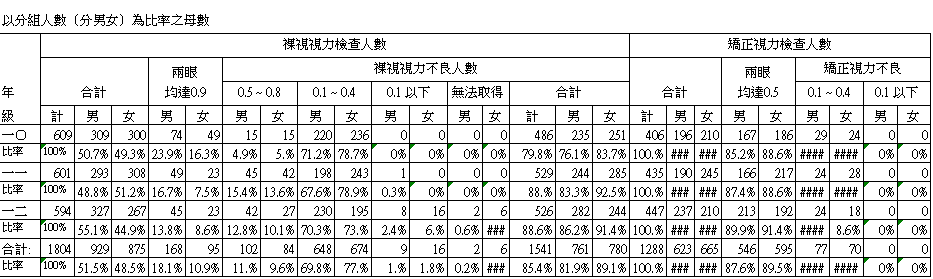 以分組人數〔分男女〕為比率之母數
裸視視力檢查人數 矯正視力檢查人數
裸視視力不良人數
兩眼 兩眼 矯正視力不良
年 合計 均達0.9 0.5~0.8 0.1~0.4 0.1以下 無法取得 合計 合計 均達0.5 0.1~0.4 0.1以下
級 計 男 女 男 女 男 女 男 女 男 女 男 女 計 男 女 計 男 女 男 女 男 女 男 女
一〇 609 309 300 74 49 15 15 220 236 0 0 0 0 486 235 251 406 196 210 167 186 29 24 0 0
比率 100% 50.7% 49.3% 23.9% 16.3% 4.9% 5.% 71.2% 78.7% 0% 0% 0% 0% 79.8% 76.1% 83.7% 100.% ### ### 85.2% 88.6% #### #### 0% 0%
一一 601 293 308 49 23 45 42 198 243 1 0 0 0 529 244 285 435 190 245 166 217 24 28 0 0
比率 100% 48.8% 51.2% 16.7% 7.5% 15.4% 13.6% 67.6% 78.9% 0.3% 0% 0% 0% 88.% 83.3% 92.5% 100.% ### ### 87.4% 88.6% #### #### 0% 0%
一二 594 327 267 45 23 42 27 230 195 8 16 2 6 526 282 244 447 237 210 213 192 24 18 0 0
比率 100% 55.1% 44.9% 13.8% 8.6% 12.8% 10.1% 70.3% 73.% 2.4% 6.% 0.6% ### 88.6% 86.2% 91.4% 100.% ### ### 89.9% 91.4% #### 8.6% 0% 0%
合計: 1804 929 875 168 95 102 84 648 674 9 16 2 6 1541 761 780 1288 623 665 546 595 77 70 0 0
比率 100% 51.5% 48.5% 18.1% 10.9% 11.% 9.6% 69.8% 77.% 1.% 1.8% 0.2% ### 85.4% 81.9% 89.1% 100.% ### ### 87.6% 89.5% #### #### 0% 0%